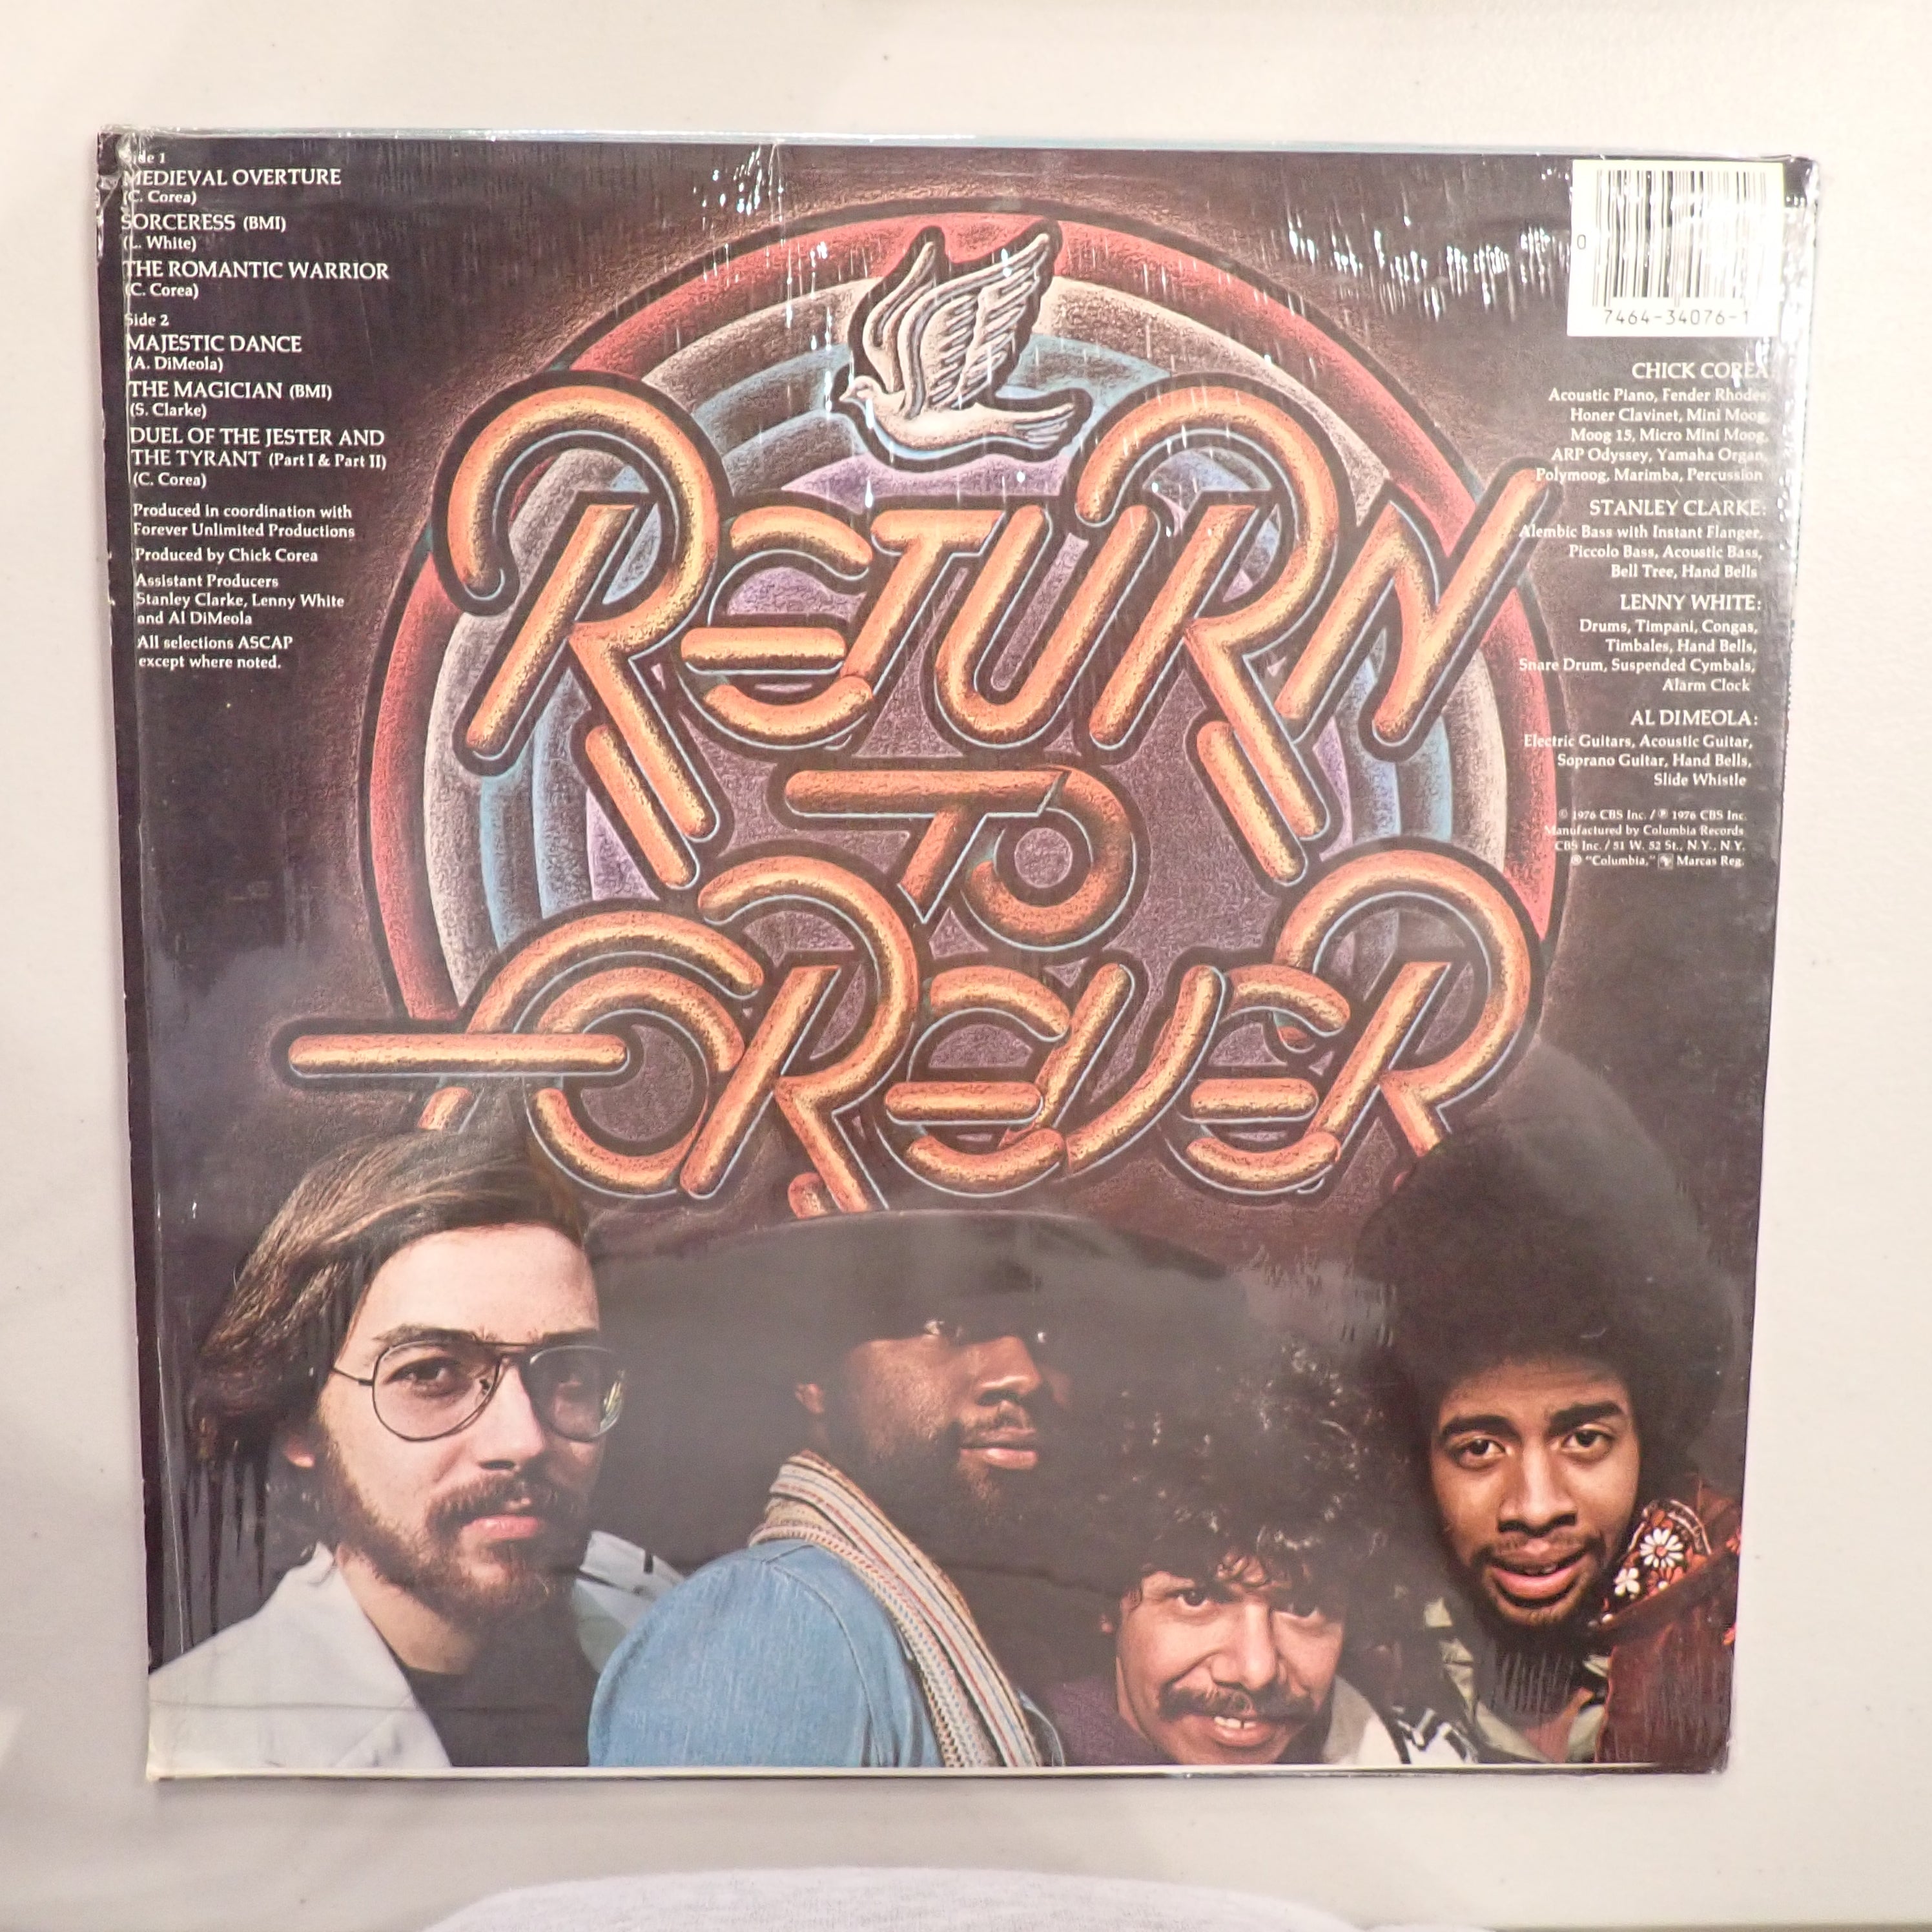 Side 1
MEDIEVAL OVERTURE
(C. Corea)
SORCERESS (BMI)
(L. White)
THE ROMANTIC WARRIOR
(C. Corea)
Side 2
MAJESTIC DANCE
(A. DiMeola)
THE MAGICIAN (BMI)
(S. Clarke)
DUEL OF THE JESTER AND
THE TYRANT (Part I & Part II)
(C. Corea)
Produced in coordination with
Forever Unlimited Productions
Produced by Chick Corea
Assistant Producers
Stanley Clarke, Lenny White
and Al DiMeola
All selections ASCAP
except where noted.
RETURN
TO
FOREVER
0
7464-34076-1
CHICK COREA
Acoustic Piano, Fender Rhodes,
Honer Clavinet, Mini Moog,
Moog 15, Micro Mini Moog,
ARP Odyssey, Yamaha Organ,
Polymoog, Marimba, Percussion
STANLEY CLARKE:
Alembic Bass with Instant Flanger,
Piccolo Bass, Acoustic Bass,
Bell Tree, Hand Bells
LENNY WHITE:
Drums, Timpani, Congas,
Timbales, Hand Bells,
Snare Drum, Suspended Cymbals,
Alarm Clock
AL DIMEOLA:
Electric Guitars, Acoustic Guitar,
Soprano Guitar, Hand Bells,
Slide Whistle
© 1976 CBS Inc. / ℗ 1976 CBS Inc.
Manufactured by Columbia Records
CBS Inc. / 51 W. 52 St., N.Y., N.Y.
® "Columbia," Marcas Reg.